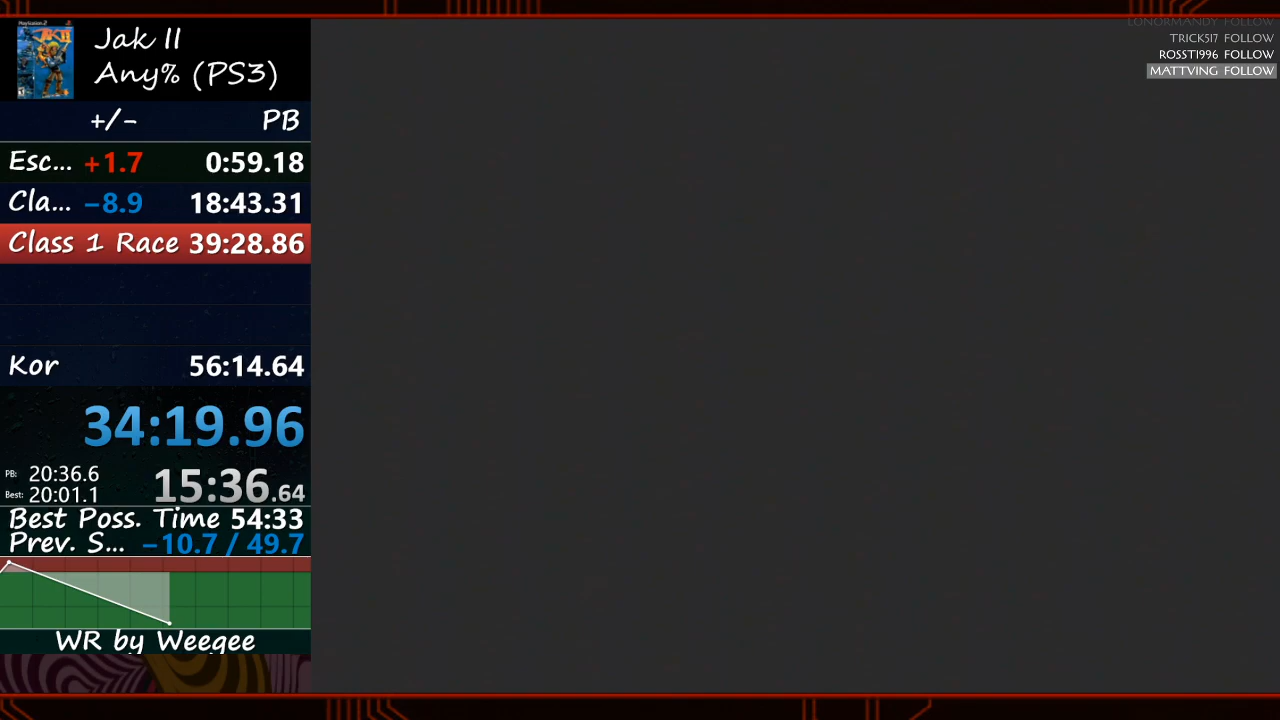 Jak II
Any% (PS3)
+/- PB
Esc... +1.7 0:59.18
Cla... −8.9 18:43.31
Class 1 Race 39:28.86
Kor 56:14.64
34:19.96
PB: 20:36.6
Best: 20:01.1
15:36.64
Best Poss. Time 54:33
Prev. S... −10.7 / 49.7
WR by Weegee
LONORMANDY FOLLOW
TRICK517 FOLLOW
ROSST1996 FOLLOW
MATTVING FOLLOW